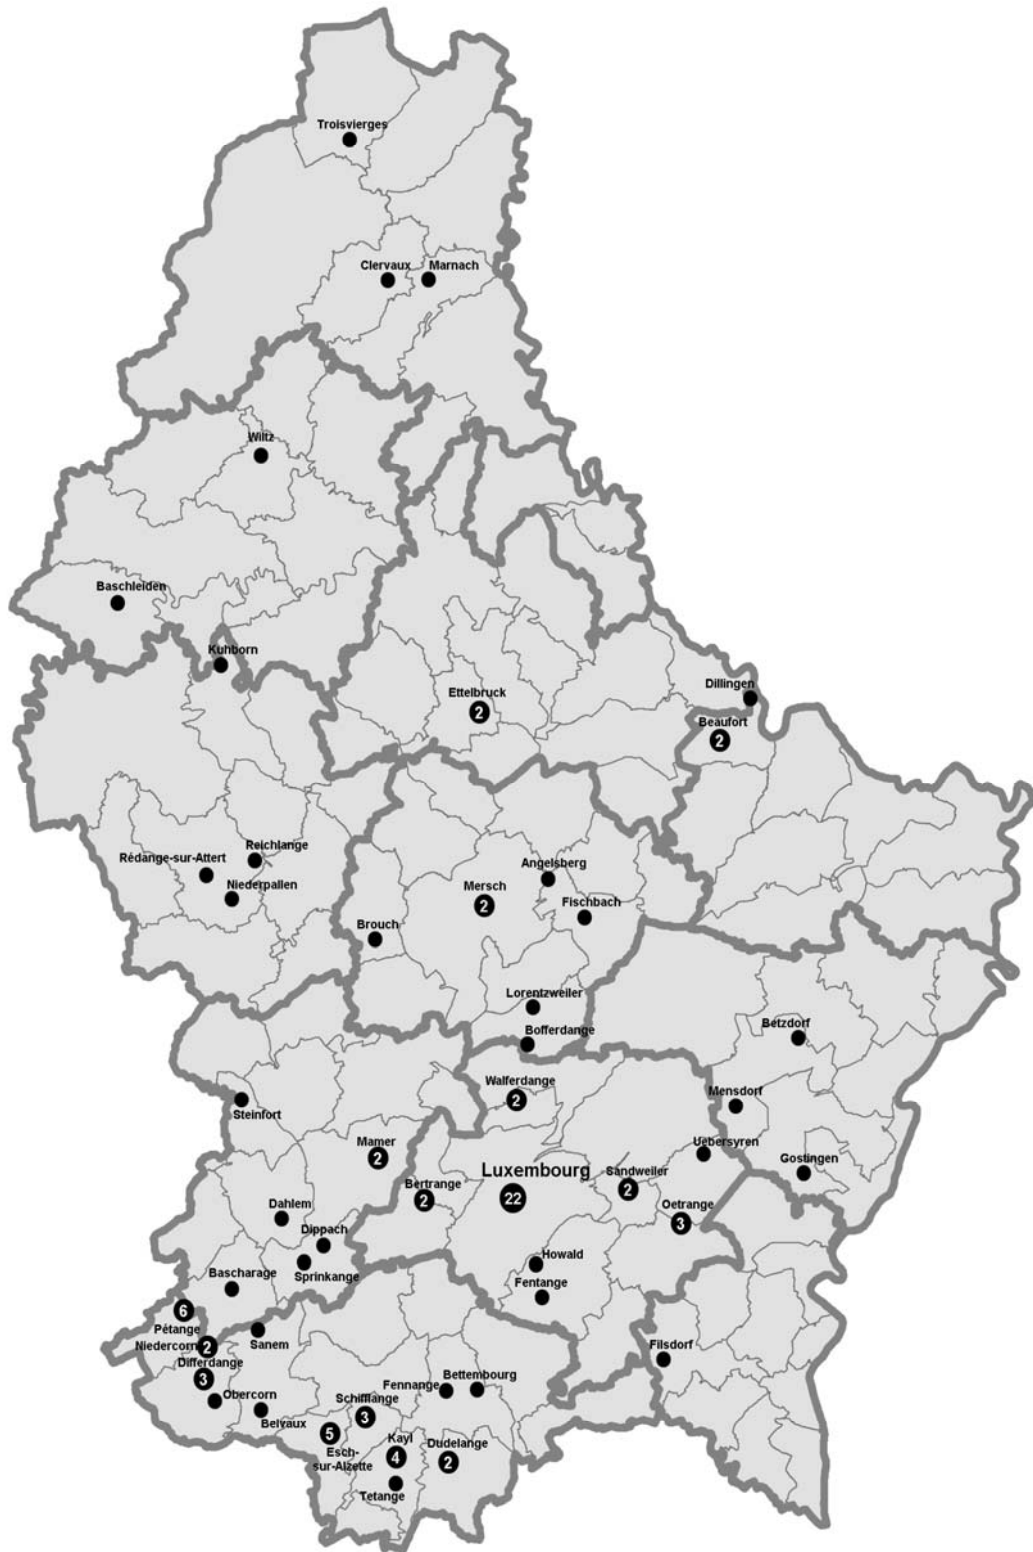 Troisvierges
Clervaux
Marnach
Wiltz
Baschleiden
Kuhborn
Ettelbruck
2
Dillingen
Beaufort
2
Reichlange
Rédange-sur-Attert
Niederpallen
Angelsberg
Mersch
2
Fischbach
Brouch
Lorentzweiler
Bofferdange
Betzdorf
Walferdange
2
Mensdorf
Steinfort
Mamer
2
Uebersyren
Luxembourg
22
Sandweiler
2
Gostingen
Bertrange
2
Oetrange
3
Dahlem
Dippach
Sprinkange
Howald
Fentange
Bascharage
6
Pétange
Niedercorn
2
Sanem
Differdange
3
Filsdorf
Obercorn
Belvaux
Fennange
Bettembourg
Schifflange
3
5
Esch-
sur-Alzette
Kayl
4
Dudelange
2
Tetange